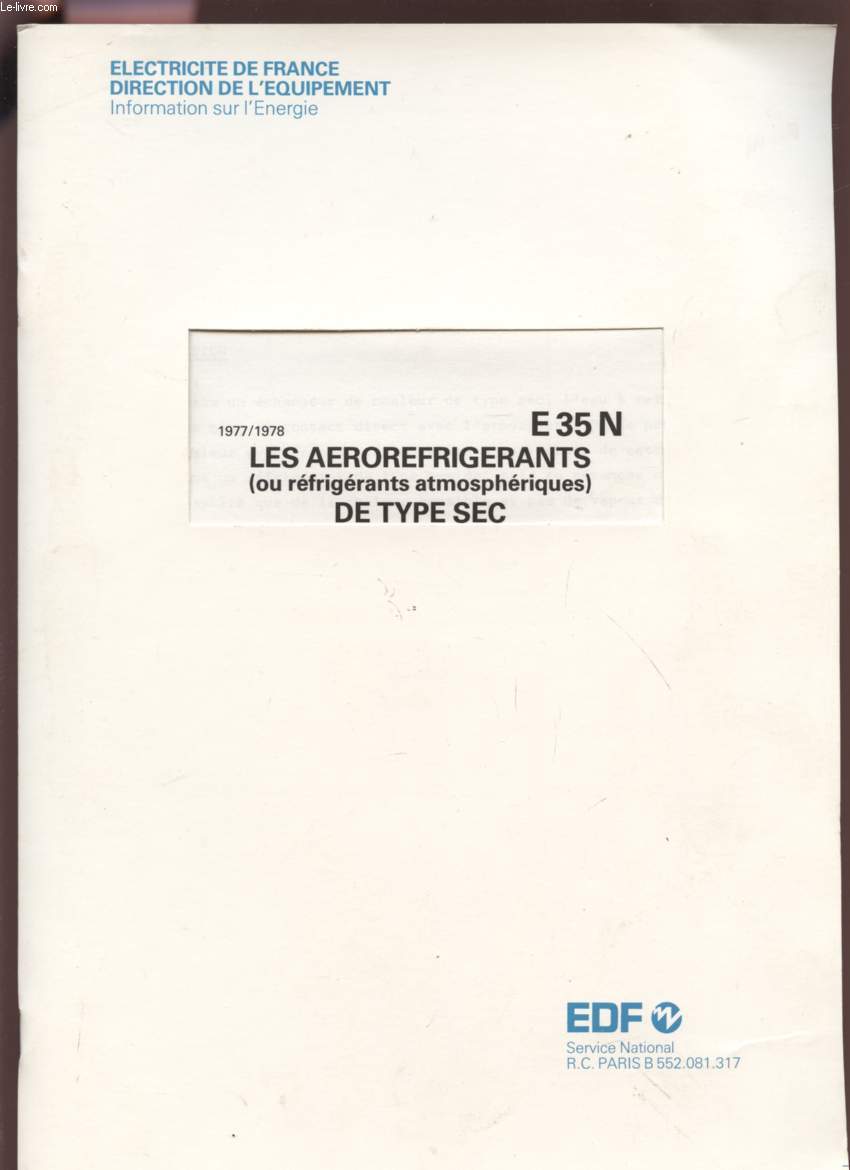 Le-livre.com
ELECTRICITE DE FRANCE
DIRECTION DE L'EQUIPEMENT
Information sur l'Energie
1977/1978
E 35 N
LES AEROREFRIGERANTS
(ou réfrigérants atmosphériques)
DE TYPE SEC
EDF
Service National
R.C. PARIS B 552.081.317